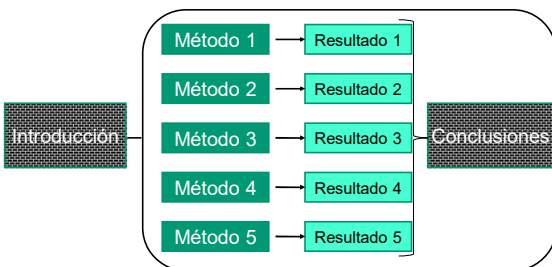 Introducción
Método 1
Resultado 1
Método 2
Resultado 2
Método 3
Resultado 3
Método 4
Resultado 4
Método 5
Resultado 5
Conclusiones